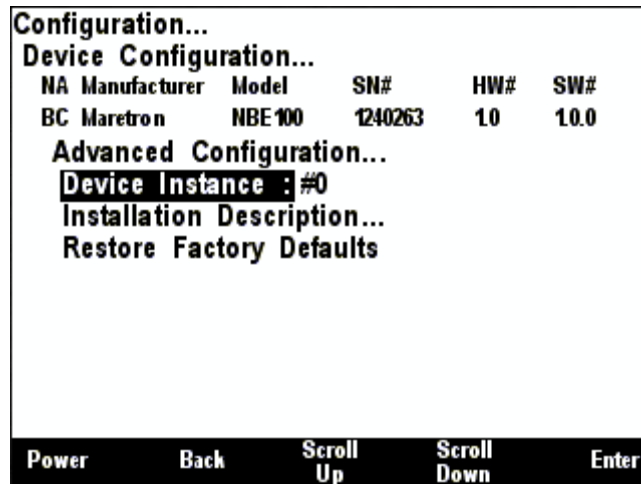 Configuration...
Device Configuration...
NA Manufacturer Model SN# HW# SW#
BC Maretron NBE100 1240263 1.0 1.0.0
Advanced Configuration...
Device Instance : #0
Installation Description...
Restore Factory Defaults
Power Back Scroll Up Scroll Down Enter